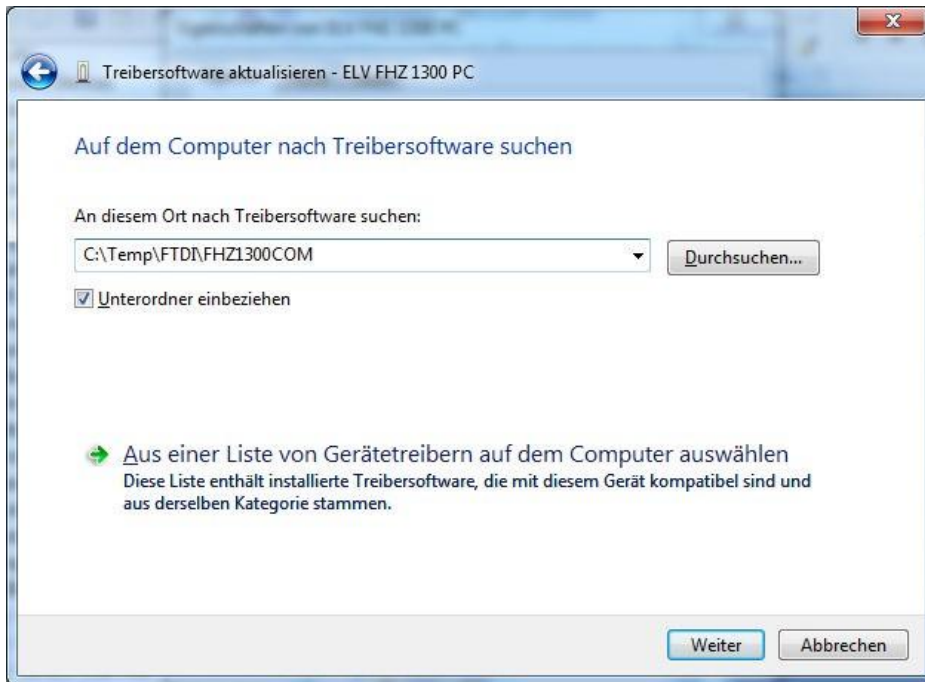 Treibersoftware aktualisieren - ELV FHZ 1300 PC
Auf dem Computer nach Treibersoftware suchen
An diesem Ort nach Treibersoftware suchen:
C:\Temp\FTDI\FHZ1300COM
Durchsuchen...
Unterordner einbeziehen
Aus einer Liste von Gerätetreibern auf dem Computer auswählen
Diese Liste enthält installierte Treibersoftware, die mit diesem Gerät kompatibel sind und
aus derselben Kategorie stammen.
Weiter
Abbrechen